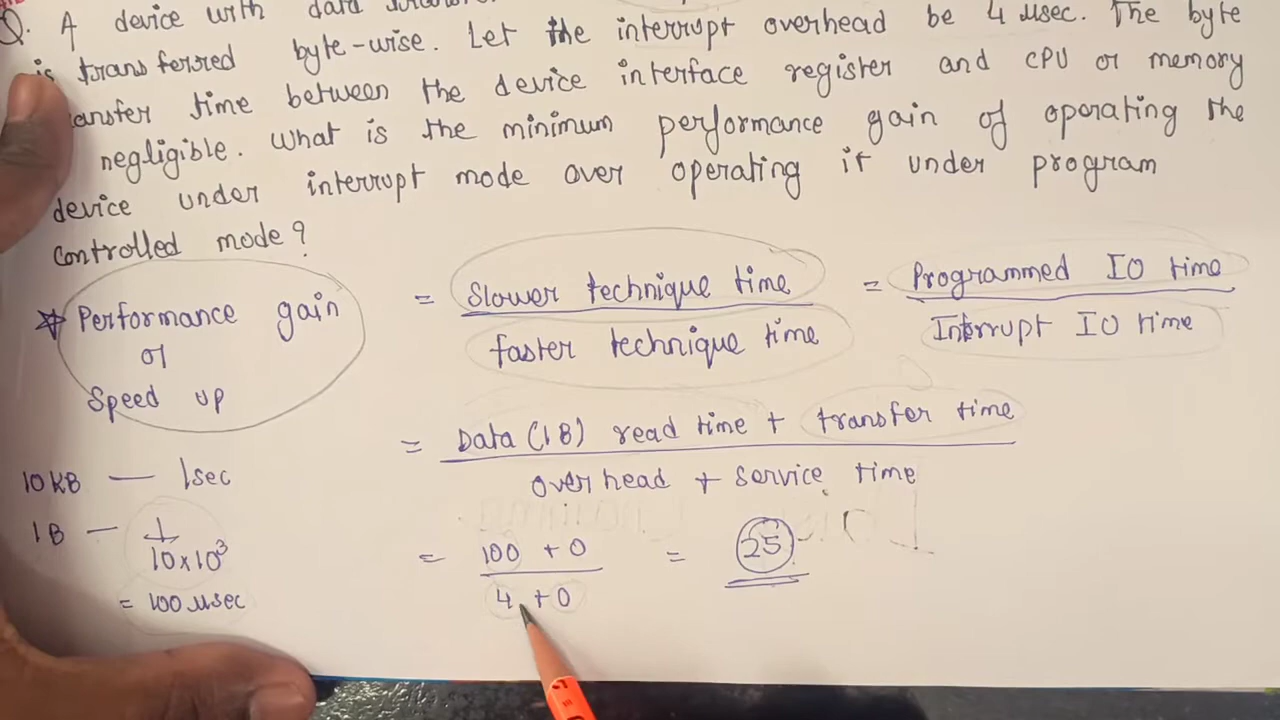 Q. A device with data
is transferred byte-wise. Let the interrupt overhead be 4 µsec. The byte
transfer time between the device interface register and CPU or memory
negligible. What is the minimum performance gain of operating the
device under interrupt mode over operating it under program
controlled mode?
Performance gain or Speed up = Slower technique time / faster technique time = Programmed IO time / Interrupt IO time
= Data (1B) read time + transfer time / overhead + service time
10KB — 1sec
1B — 1 / 10×10³
= 100 µsec
= 100 + 0 / 4 + 0 = 25